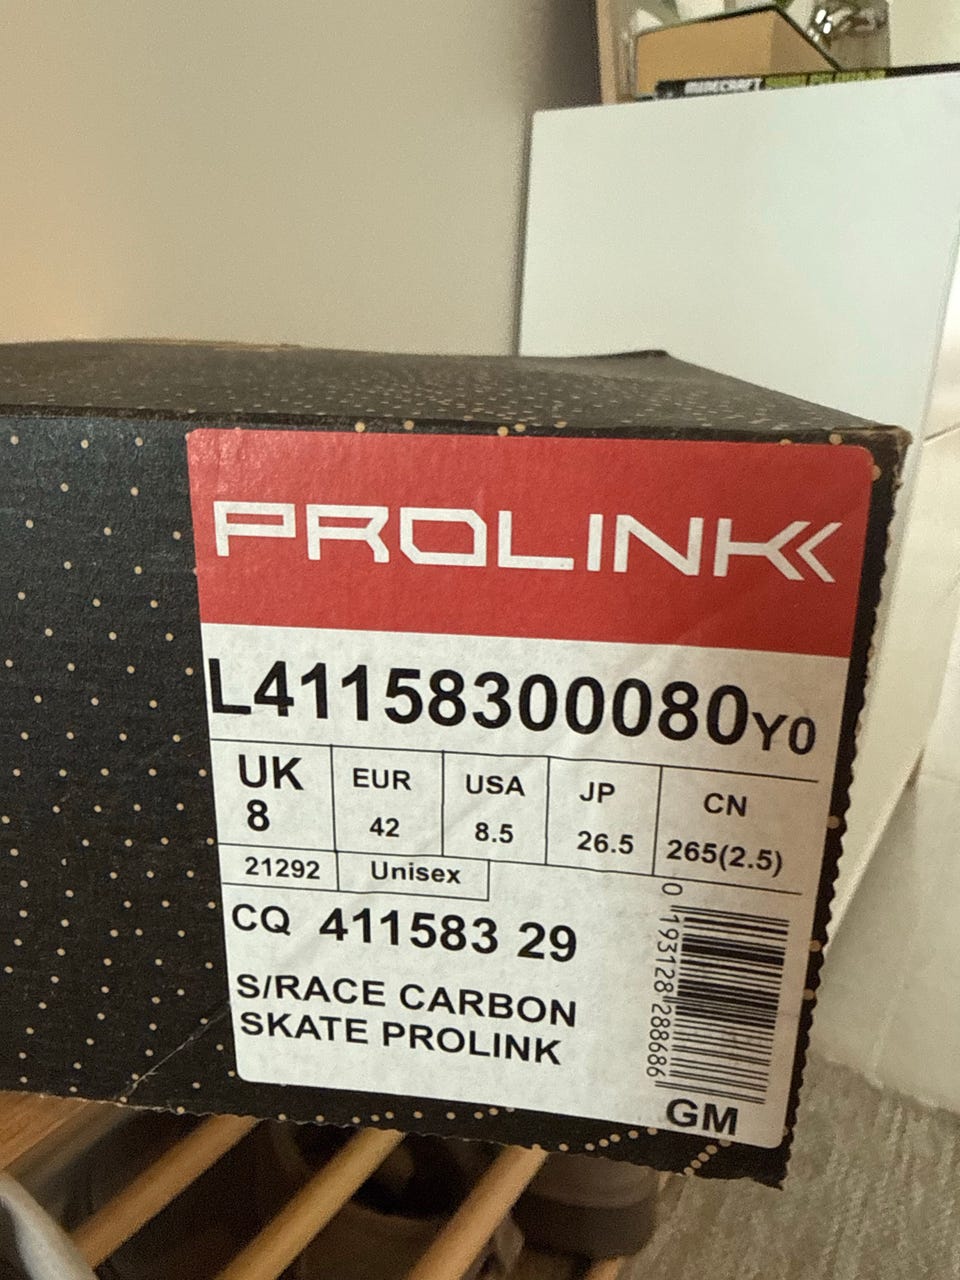 MINECRAFT
PROLINK
L41158300080Y0
UK EUR USA JP CN
8 42 8.5 26.5 265(2.5)
21292 Unisex
CQ 411583 29
S/RACE CARBON
SKATE PROLINK
0 193128 288686
GM